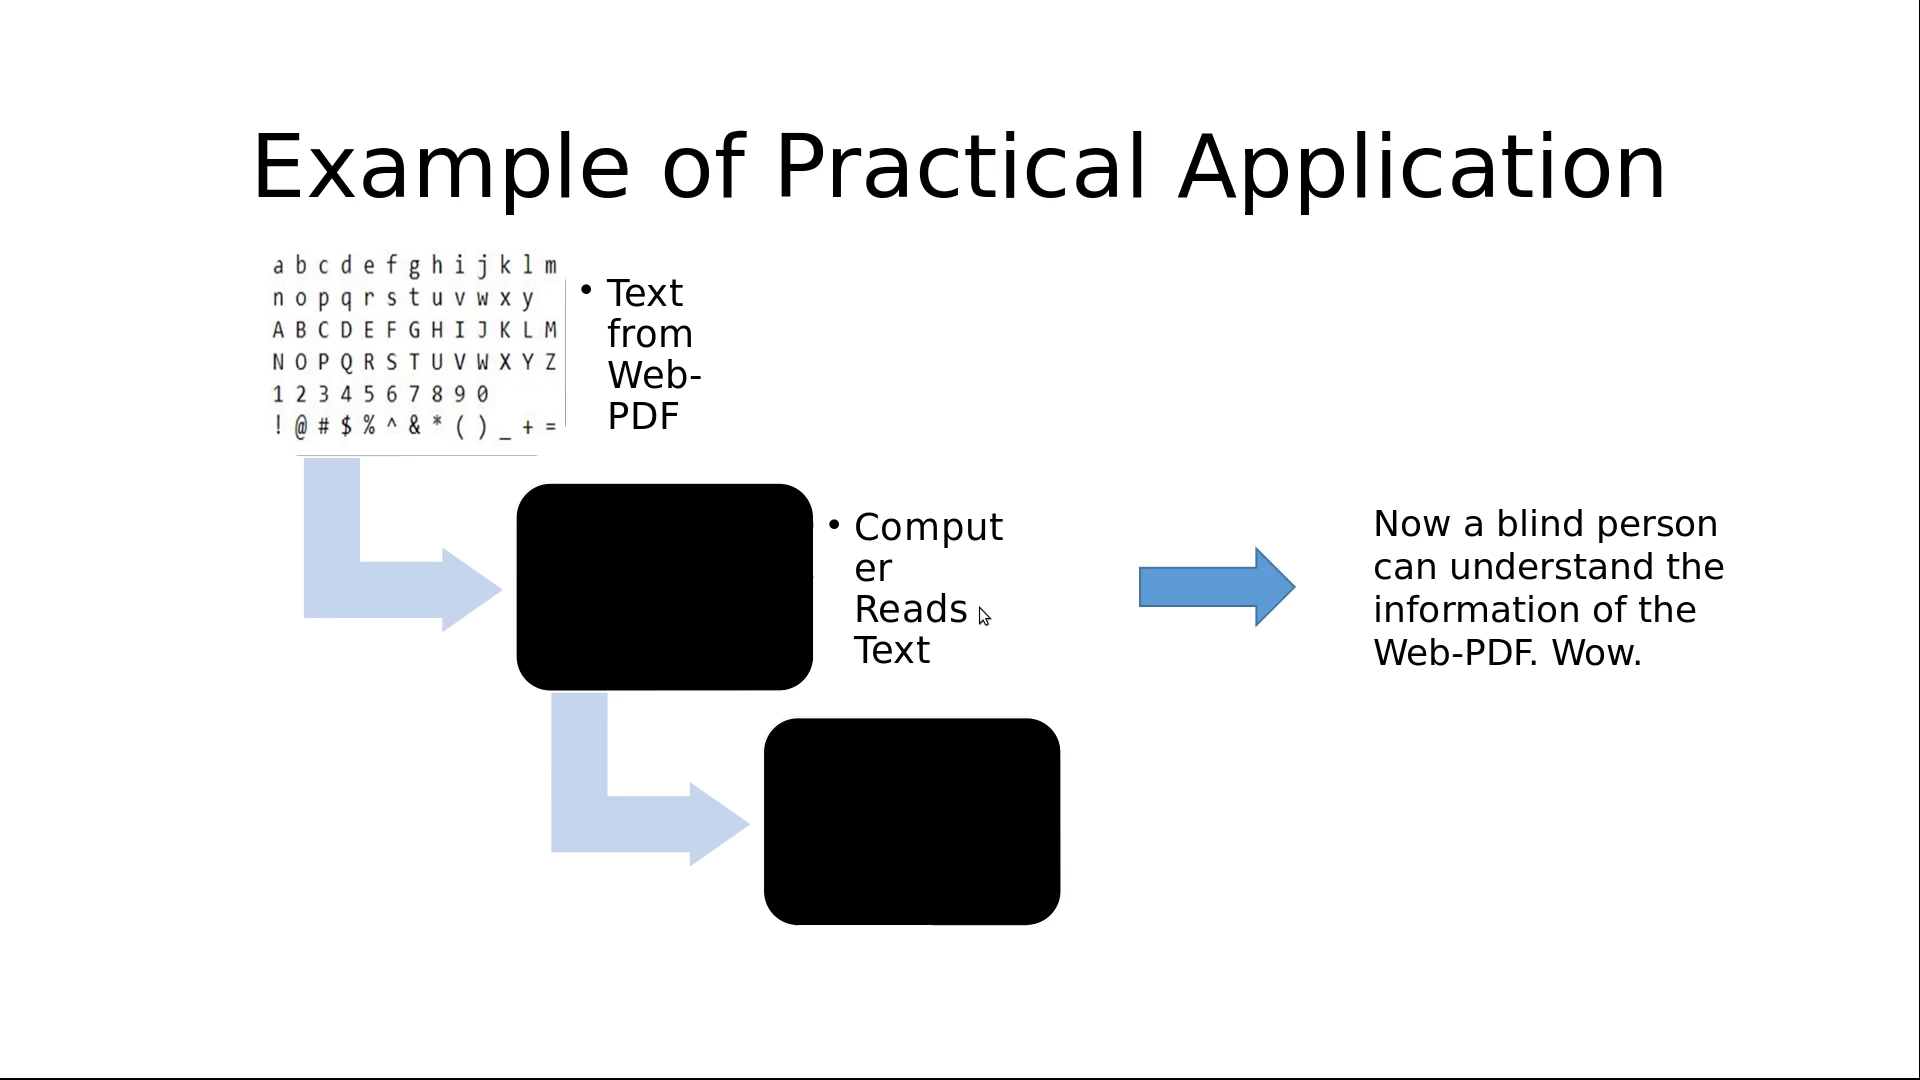 Example of Practical Application
a b c d e f g h i j k l m
n o p q r s t u v w x y
A B C D E F G H I J K L M
N O P Q R S T U V W X Y Z
1 2 3 4 5 6 7 8 9 0
! @ # $ % ^ & * ( ) _ + =
• Text
from
Web-
PDF
• Comput
er
Reads
Text
Now a blind person
can understand the
information of the
Web-PDF. Wow.